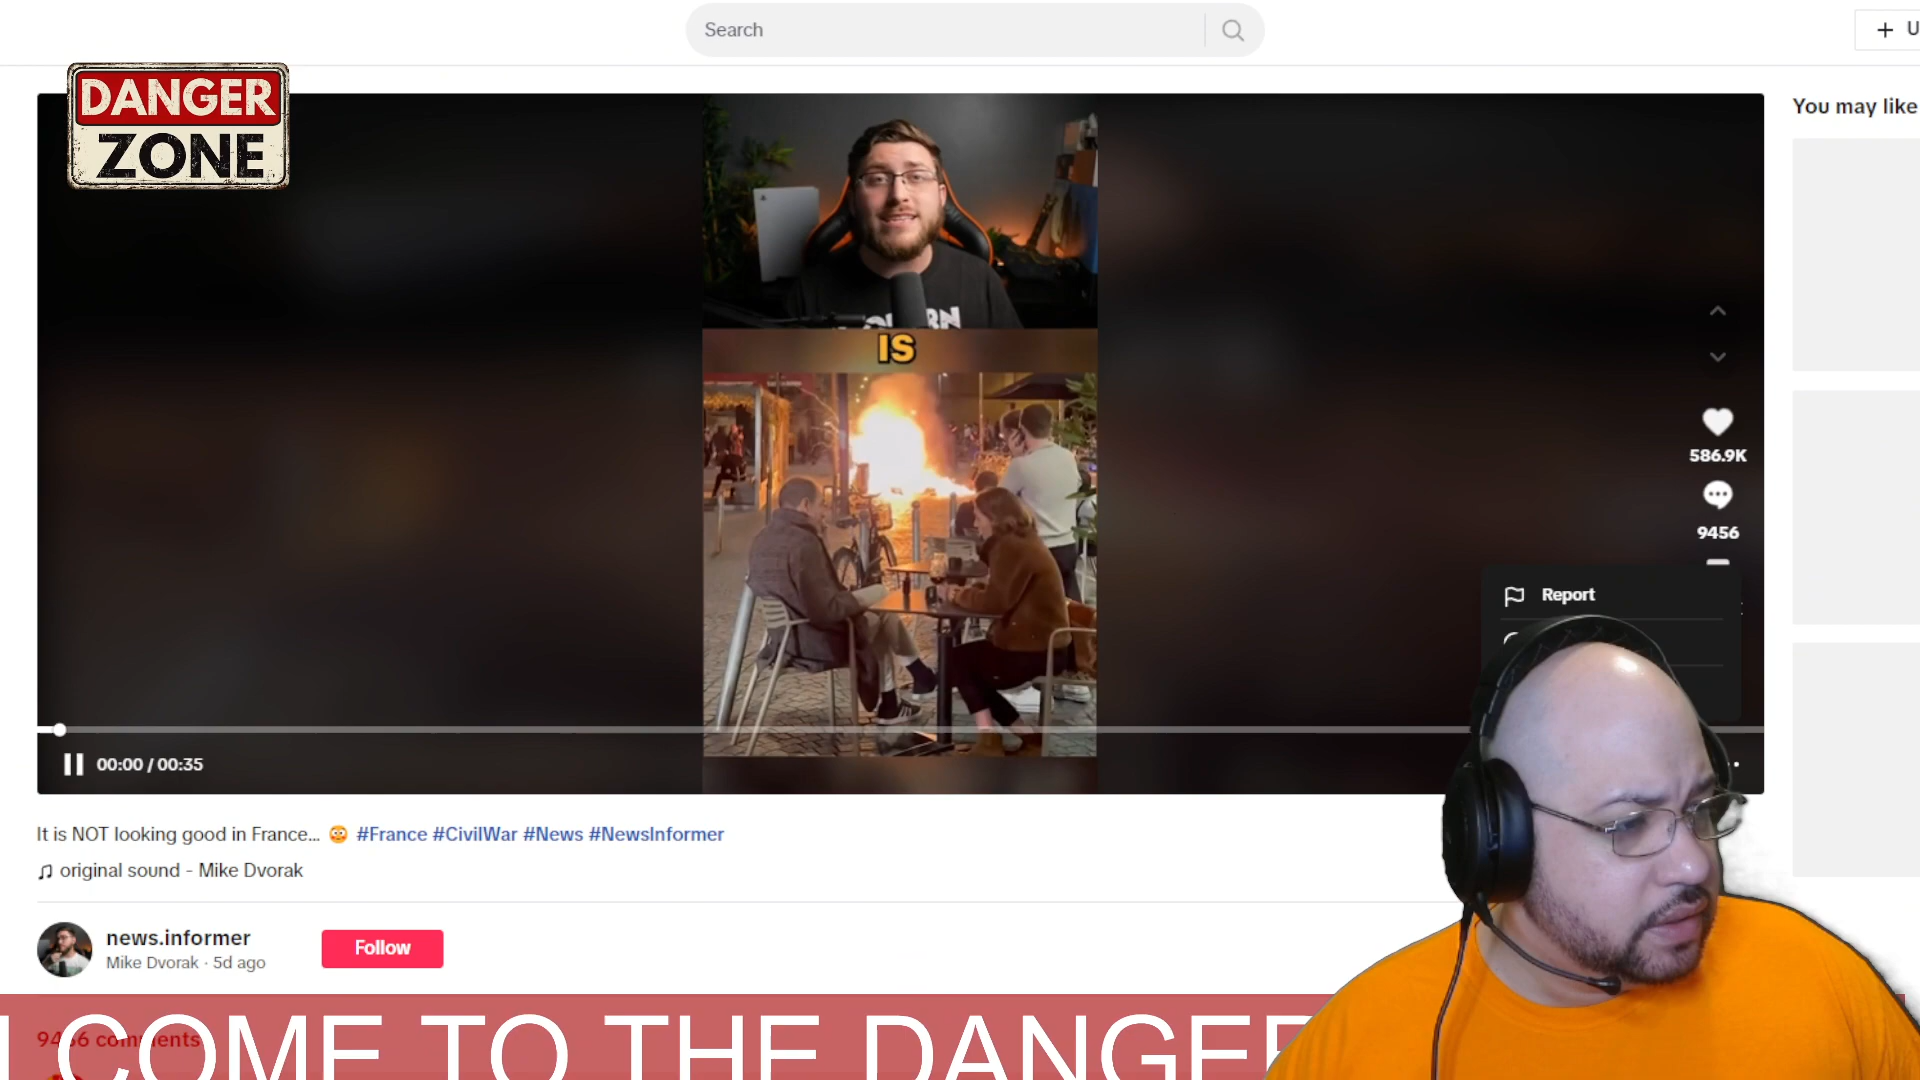 Search
U
DANGER
ZONE
You may like
IS
586.9K
9456
Report
00:00 / 00:35
It is NOT looking good in France... 😳 #France #CivilWar #News #NewsInformer
original sound - Mike Dvorak
news.informer
Mike Dvorak · 5d ago
Follow
9456 comments
COME TO THE DANGER